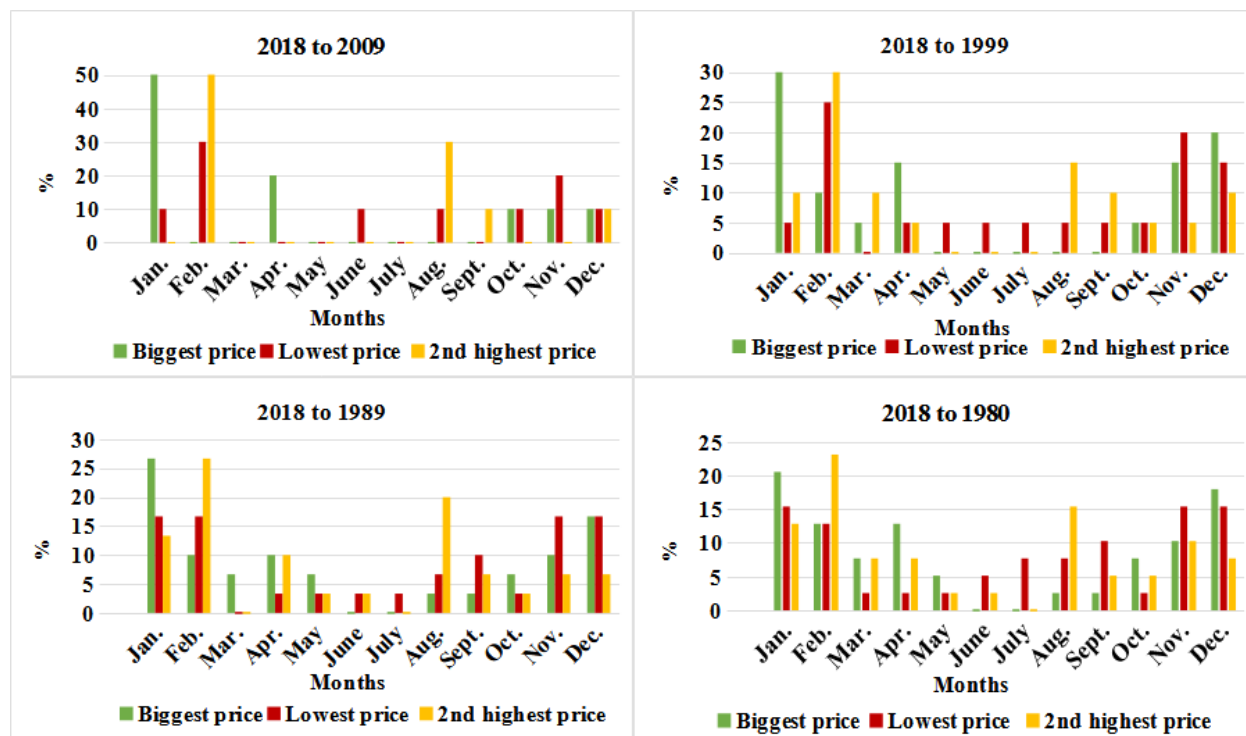 2018 to 2009
50
40
30
20
10
0
%
Jan. Feb. Mar. Apr. May June July Aug. Sept. Oct. Nov. Dec.
Months
Biggest price Lowest price 2nd highest price
2018 to 1999
30
25
20
15
10
5
0
%
Jan. Feb. Mar. Apr. May June July Aug. Sept. Oct. Nov. Dec.
Months
Biggest price Lowest price 2nd highest price
2018 to 1989
30
25
20
15
10
5
0
%
Jan. Feb. Mar. Apr. May June July Aug. Sept. Oct. Nov. Dec.
Months
Biggest price Lowest price 2nd highest price
2018 to 1980
25
20
15
10
5
0
%
Jan. Feb. Mar. Apr. May June July Aug. Sept. Oct. Nov. Dec.
Months
Biggest price Lowest price 2nd highest price